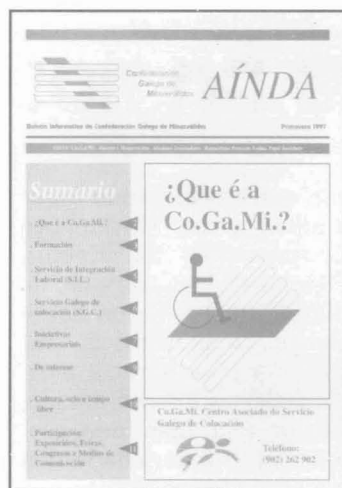 Confederación
Galega de
Minusválidos
AÍNDA
Boletín Informativo da Confederación Galega de Minusválidos
Primavera 1997
Sumario
¿Que é a Co.Ga.Mi.?
Formación
Servicio de Integración
Laboral (S.I.L.)
Servicio Galego de
colocación (S.G.C.)
Iniciativas
Empresariais
De interese
Cultura, ocio e tempo
libre
Participación
Exposicións, Feiras,
Congresos e Medios de
Comunicación
¿Que é a
Co.Ga.Mi.?
Co.Ga.Mi. Centro Asociado do Servicio
Galego de Colocación
Teléfono:
(902) 262 902